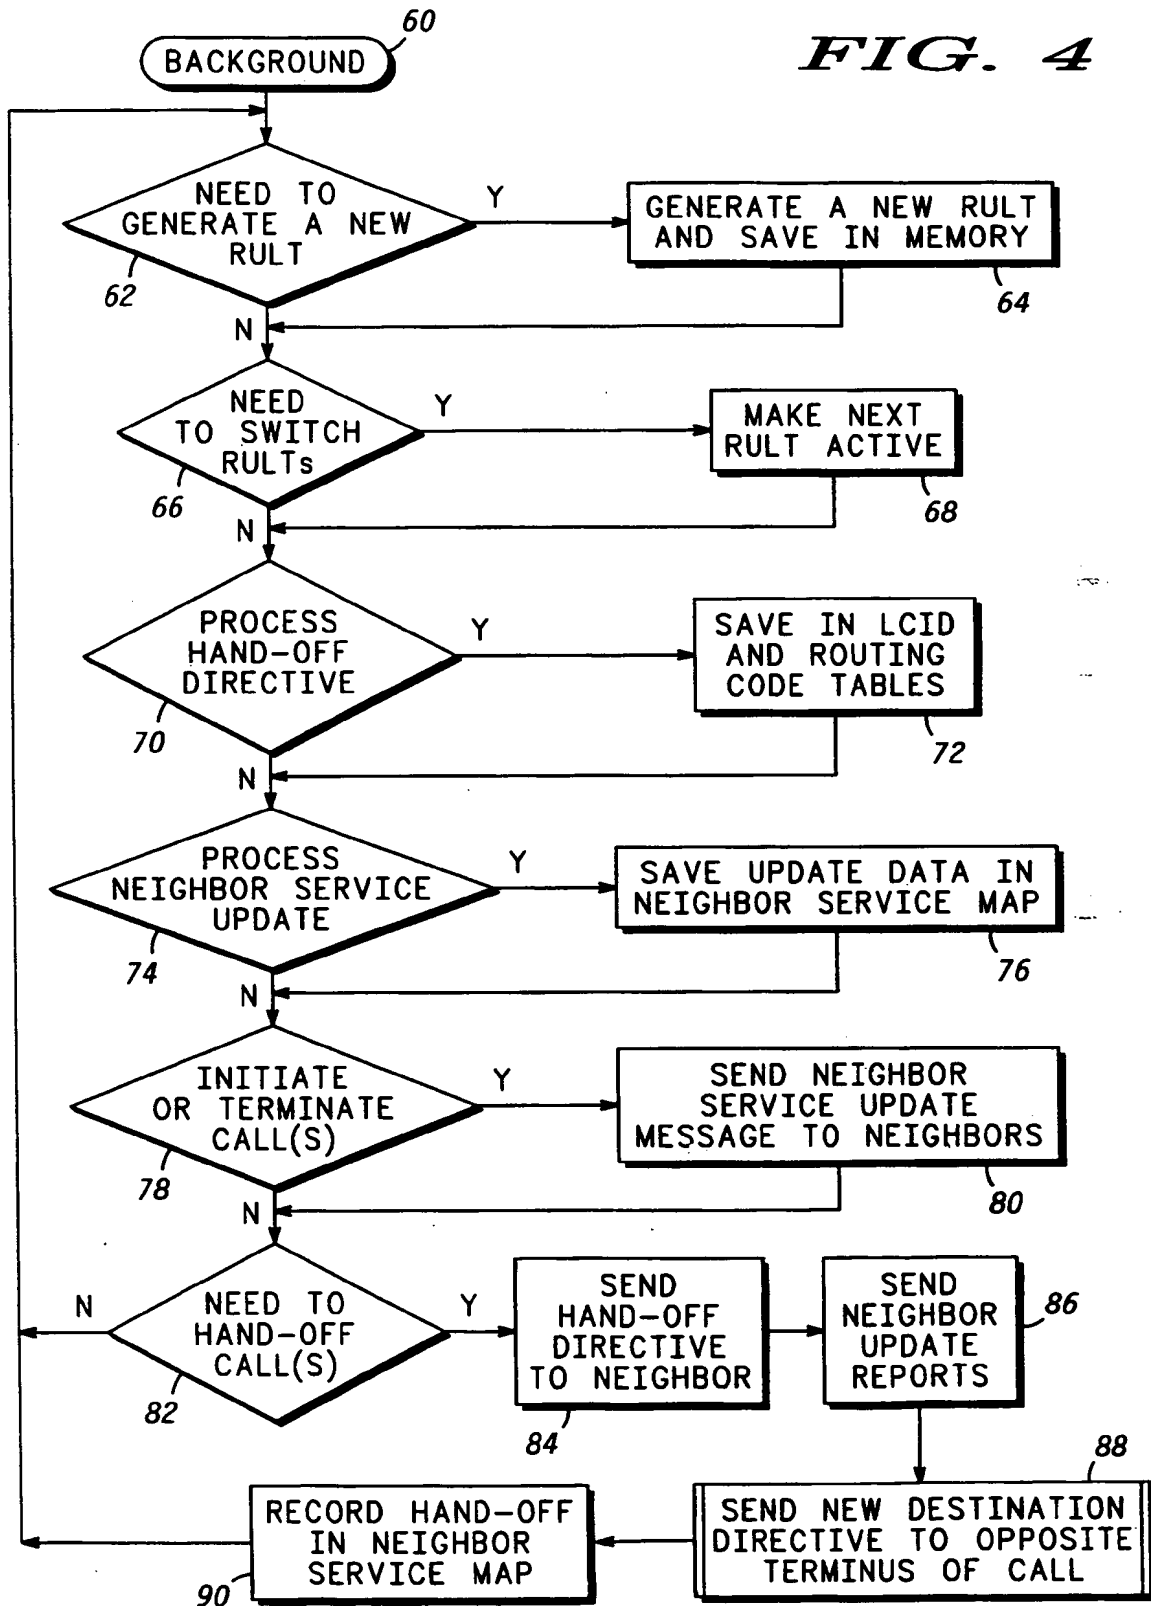 60
BACKGROUND
FIG. 4
NEED TO
GENERATE A NEW
RULT
62
Y
GENERATE A NEW RULT
AND SAVE IN MEMORY
64
N
NEED
TO SWITCH
RULTs
66
Y
MAKE NEXT
RULT ACTIVE
68
N
PROCESS
HAND-OFF
DIRECTIVE
70
Y
SAVE IN LCID
AND ROUTING
CODE TABLES
72
N
PROCESS
NEIGHBOR SERVICE
UPDATE
74
Y
SAVE UPDATE DATA IN
NEIGHBOR SERVICE MAP
76
N
INITIATE
OR TERMINATE
CALL(S)
78
Y
SEND NEIGHBOR
SERVICE UPDATE
MESSAGE TO NEIGHBORS
80
N
N
NEED TO
HAND-OFF
CALL(S)
82
Y
SEND
HAND-OFF
DIRECTIVE
TO NEIGHBOR
84
SEND
NEIGHBOR
UPDATE
REPORTS
86
88
SEND NEW DESTINATION
DIRECTIVE TO OPPOSITE
TERMINUS OF CALL
RECORD HAND-OFF
IN NEIGHBOR
SERVICE MAP
90